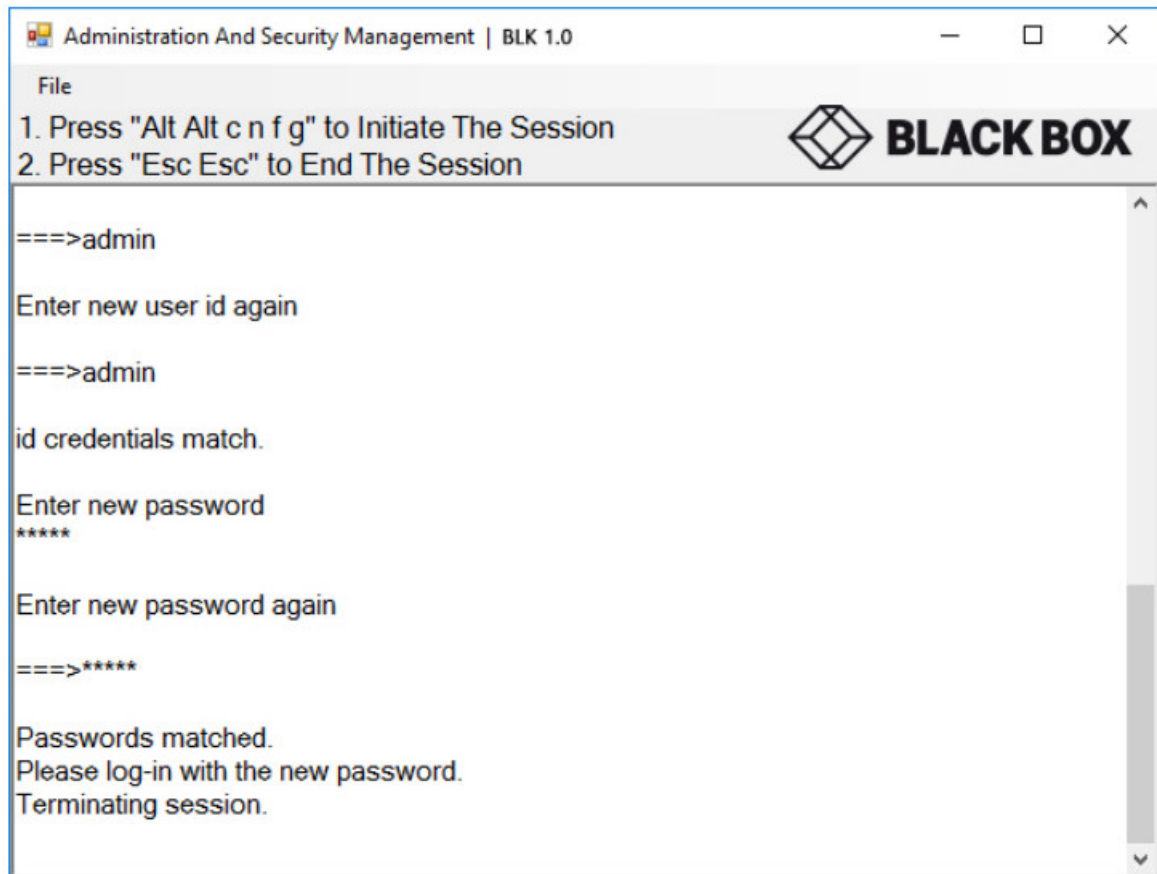 Administration And Security Management | BLK 1.0
File
1. Press "Alt Alt c n f g" to Initiate The Session
2. Press "Esc Esc" to End The Session
BLACK BOX
===>admin
Enter new user id again
===>admin
id credentials match.
Enter new password
*****
Enter new password again
===>*****
Passwords matched.
Please log-in with the new password.
Terminating session.